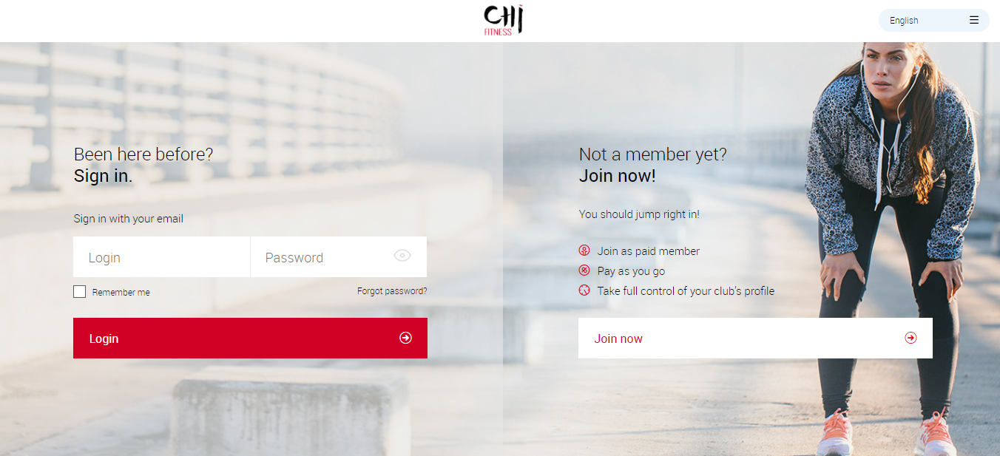 CHI
FITNESS
English
Been here before?
Sign in.
Sign in with your email
Login
Password
Remember me
Forgot password?
Login
Not a member yet?
Join now!
You should jump right in!
Join as paid member
Pay as you go
Take full control of your club's profile
Join now